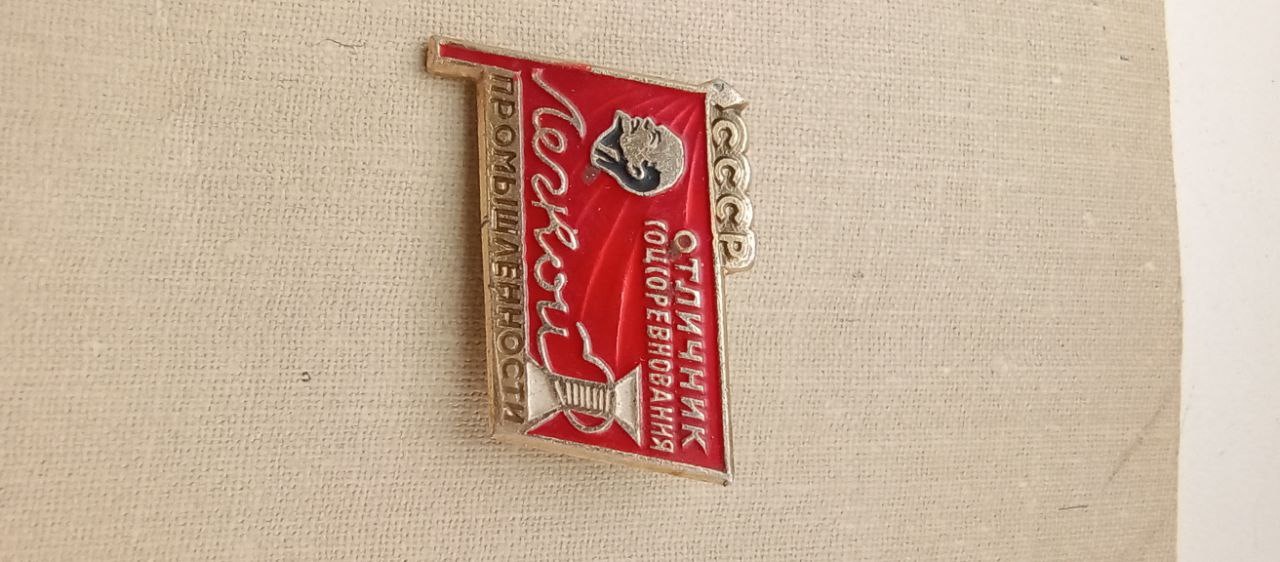 СССР
ОТЛИЧНИК
СОЦСОРЕВНОВАНИЯ
Легкой
ПРОМЫШЛЕННОСТИ